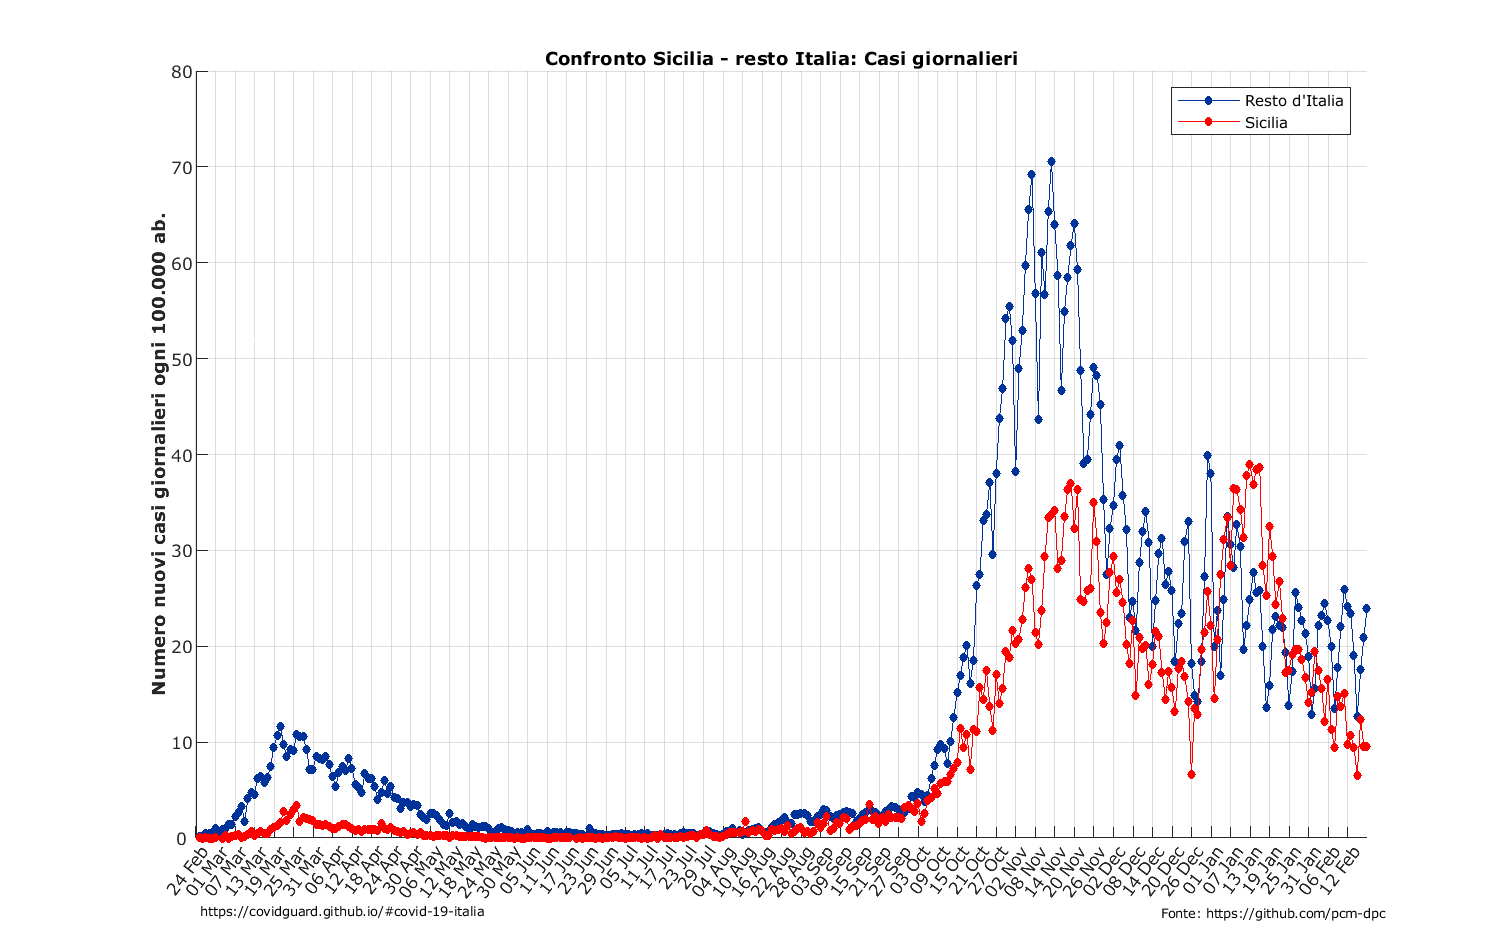 Confronto Sicilia - resto Italia: Casi giornalieri
Numero nuovi casi giornalieri ogni 100.000 ab.
80
70
60
50
40
30
20
10
0
Resto d'Italia
Sicilia
24 Feb
01 Mar
07 Mar
13 Mar
19 Mar
25 Mar
31 Mar
06 Apr
12 Apr
18 Apr
24 Apr
30 Apr
06 May
12 May
18 May
24 May
30 May
05 Jun
11 Jun
17 Jun
23 Jun
29 Jun
05 Jul
11 Jul
17 Jul
23 Jul
29 Jul
04 Aug
10 Aug
16 Aug
22 Aug
28 Aug
03 Sep
09 Sep
15 Sep
21 Sep
27 Sep
03 Oct
09 Oct
15 Oct
21 Oct
27 Oct
02 Nov
08 Nov
14 Nov
20 Nov
26 Nov
02 Dec
08 Dec
14 Dec
20 Dec
26 Dec
01 Jan
07 Jan
13 Jan
19 Jan
25 Jan
31 Jan
06 Feb
12 Feb
https://covidguard.github.io/#covid-19-italia
Fonte: https://github.com/pcm-dpc